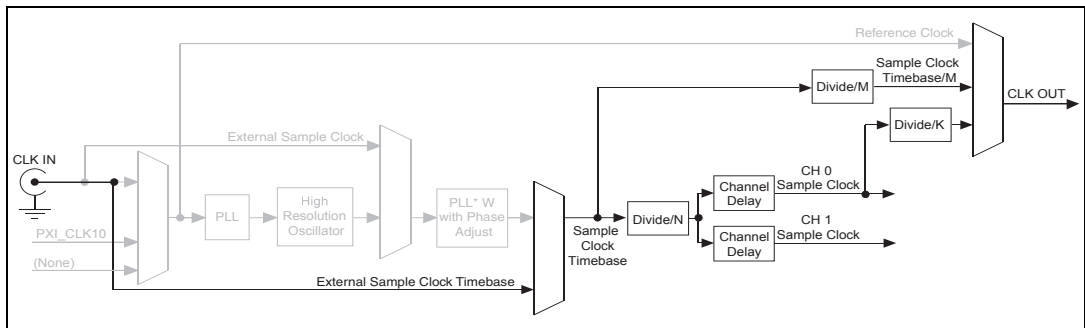 Reference Clock
Sample Clock
Timebase/M
Divide/M
CLK OUT
External Sample Clock
Divide/K
CLK IN
CH 0
Sample Clock
Channel
Delay
PLL
High
Resolution
Oscillator
PLL* W
with Phase
Adjust
Divide/N
Sample
Clock
Timebase
CH 1
Sample Clock
Channel
Delay
PXI_CLK10
(None)
External Sample Clock Timebase